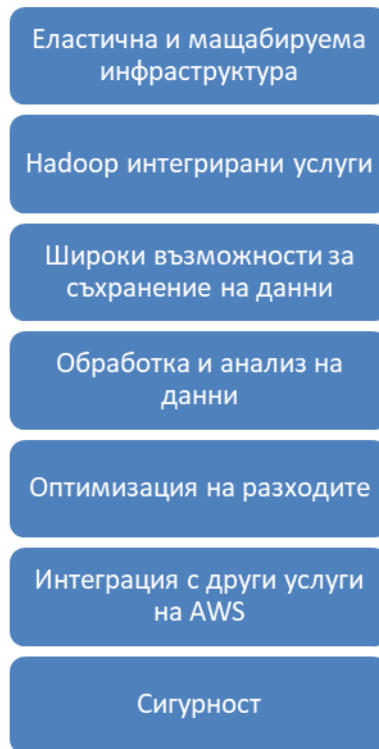 Еластична и мащабируема
инфраструктура
Hadoop интегрирани услуги
Широки възможности за
съхранение на данни
Обработка и анализ на
данни
Оптимизация на разходите
Интеграция с други услуги
на AWS
Сигурност